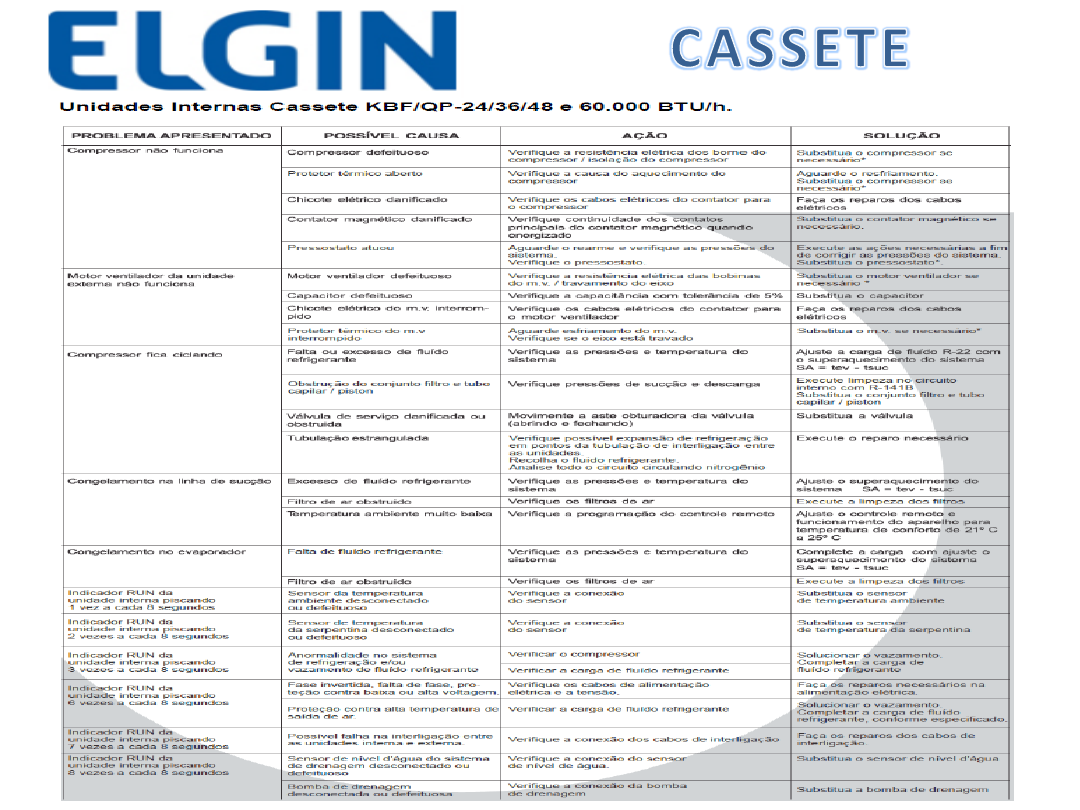 ELGIN
CASSETE
Unidades Internas Cassete KBF/QP-24/36/48 e 60.000 BTU/h.
PROBLEMA APRESENTADO
POSSÍVEL CAUSA
AÇÃO
SOLUÇÃO
Compressor não funciona
Compressor defeituoso
Verifique a resistência elétrica dos borne do
compressor / isolação do compressor
Substitua o compressor se
necessário*
Protetor térmico aberto
Verifique a causa do aquecimento do
compressor
Aguarde o resfriamento.
Substitua o compressor se
necessário*
Chicote elétrico danificado
Verifique os cabos elétricos do contator para
o compressor
Faça os reparos dos cabos
elétricos
Contator magnético danificado
Verifique continuidade dos contatos
principais do contator magnético quando
energizado
Substitua o contator magnético se
necessário.
Pressostato atuou
Aguarde o rearme e verifique as pressões do
sistema.
Verifique o pressostato.
Execute as ações necessárias a fim
de corrigir as pressões do sistema.
Substitua o pressostato*.
Motor ventilador da unidade
externa não funciona
Motor ventilador defeituoso
Verifique a resistência elétrica das bobinas
do m.v. / travamento do eixo
Substitua o motor ventilador se
necessário *
Capacitor defeituoso
Verifique a capacitância com tolerância de 5%
Substitua o capacitor
Chicote elétrico do m.v. interrom-
pido
Verifique os cabos elétricos do contator para
o motor ventilador
Faça os reparos dos cabos
elétricos
Protetor térmico do m.v
interrompido
Aguarde esfriamento do m.v.
Verifique se o eixo está travado
Substitua o m.v. se necessário*
Compressor fica ciclando
Falta ou excesso de fluído
refrigerante
Verifique as pressões e temperatura do
sistema
Ajuste a carga de fluído R-22 com
o superaquecimento do sistema
SA = tev - tsuc
Obstrução do conjunto filtro e tubo
capilar / piston
Verifique pressões de sucção e descarga
Execute limpeza no circuito
interno com R-141B
Substitua o conjunto filtro e tubo
capilar / piston
Válvula de serviço danificada ou
obstruída
Movimente a aste obturadora da válvula
(abrindo e fechando)
Substitua a válvula
Tubulação estrangulada
Verifique possível expansão de refrigeração
em pontos da tubulação de interligação entre
as unidades.
Recolha o fluído refrigerante.
Analise todo o circuito circulando nitrogênio
Execute o reparo necessário
Congelamento na linha de sucção
Excesso de fluído refrigerante
Verifique as pressões e temperatura do
sistema
Ajuste o superaquecimento do
sistema SA = tev - tsuc
Filtro de ar obstruído
Verifique os filtros de ar
Execute a limpeza dos filtros
Temperatura ambiente muito baixa
Verifique a programação do controle remoto
Ajuste o controle remoto e
funcionamento do aparelho para
temperatura de conforto de 21º C
a 25º C
Congelamento no evaporador
Falta de fluído refrigerante
Verifique as pressões e temperatura do
sistema
Complete a carga com ajuste o
superaquecimento do sistema
SA = tev - tsuc
Filtro de ar obstruído
Verifique os filtros de ar
Execute a limpeza dos filtros
Indicador RUN da
unidade interna piscando
1 vez a cada 8 segundos
Sensor da temperatura
ambiente desconectado
ou defeituoso
Verifique a conexão
do sensor
Substitua o sensor
de temperatura ambiente
Indicador RUN da
unidade interna piscando
2 vezes a cada 8 segundos
Sensor de temperatura
da serpentina desconectado
ou defeituoso
Verifique a conexão
do sensor
Substitua o sensor
de temperatura da serpentina
Indicador RUN da
unidade interna piscando
3 vezes a cada 8 segundos
Anormalidade no sistema
de refrigeração e/ou
vazamento de fluído refrigerante
Verificar o compressor
Verificar a carga de fluído refrigerante
Solucionar o vazamento.
Completar a carga de
fluído refrigerante
Indicador RUN da
unidade interna piscando
6 vezes a cada 8 segundos
Fase invertida, falta de fase, pro-
teção contra baixa ou alta voltagem.
Verifique os cabos de alimentação
elétrica e a tensão.
Faça os reparos necessários na
alimentação elétrica.
Proteção contra alta temperatura de
saída de ar.
Verificar a carga de fluído refrigerante
Solucionar o vazamento
Completar a carga de fluído
refrigerante, conforme especificado.
Indicador RUN da
unidade interna piscando
7 vezes a cada 8 segundos
Possível falha na interligação entre
as unidades interna e externa.
Verifique a conexão dos cabos de interligação
Faça os reparos do cabos de
interligação.
Indicador RUN da
unidade interna piscando
8 vezes a cada 8 segundos
Sensor de nível d'água do sistema
de drenagem desconectado ou
defeituoso
Verifique a conexão do sensor
de nível de água.
Substitua o sensor de nível d'água
Bomba de drenagem
desconectada ou defeituosa
Verifique a conexão da bomba
de drenagem
Substitua a bomba de drenagem